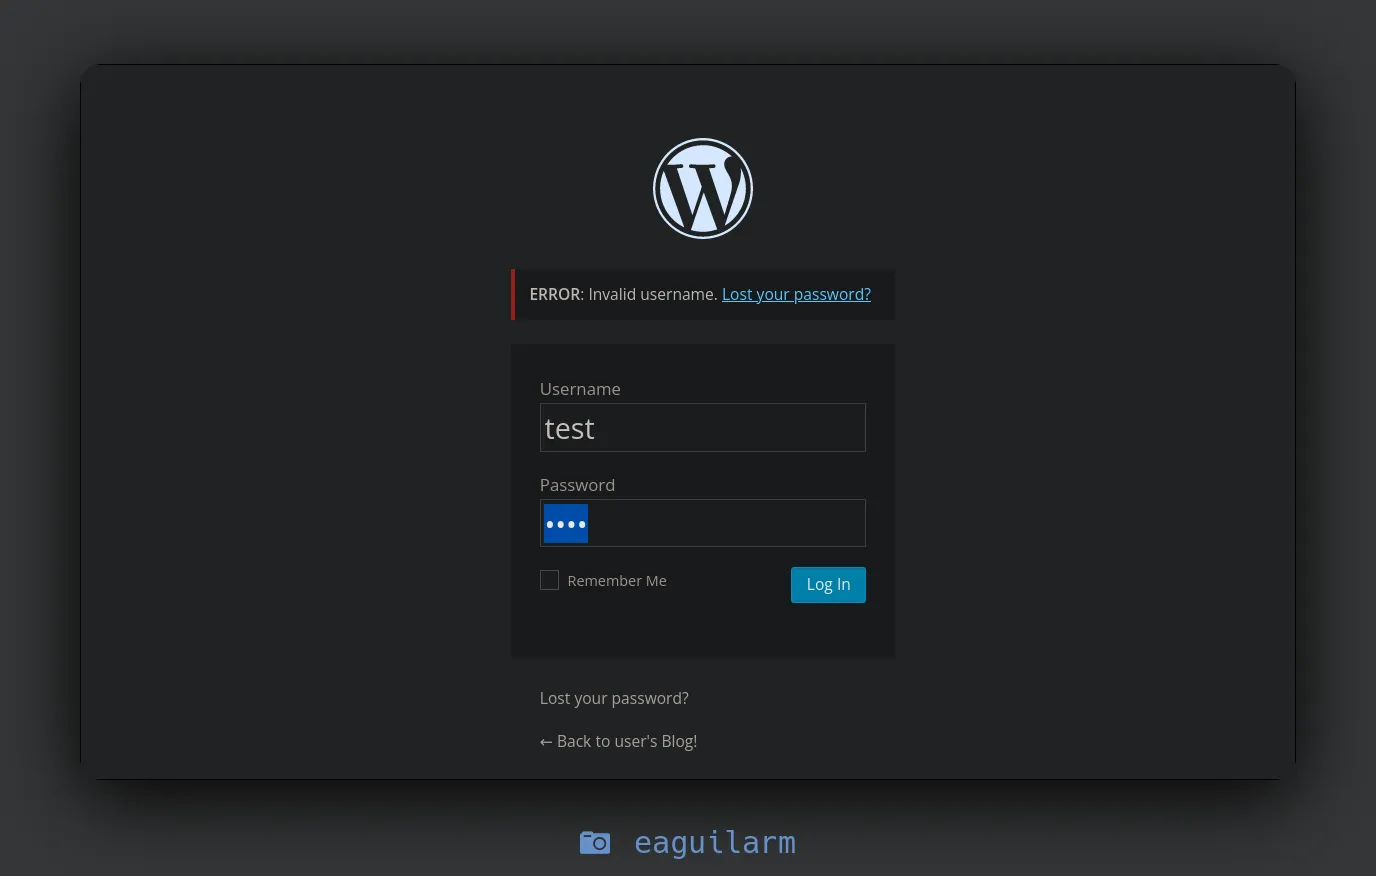 ERROR: Invalid username. Lost your password?
Username
test
Password
••••
Remember Me
Log In
Lost your password?
← Back to user's Blog!
eaguilarm